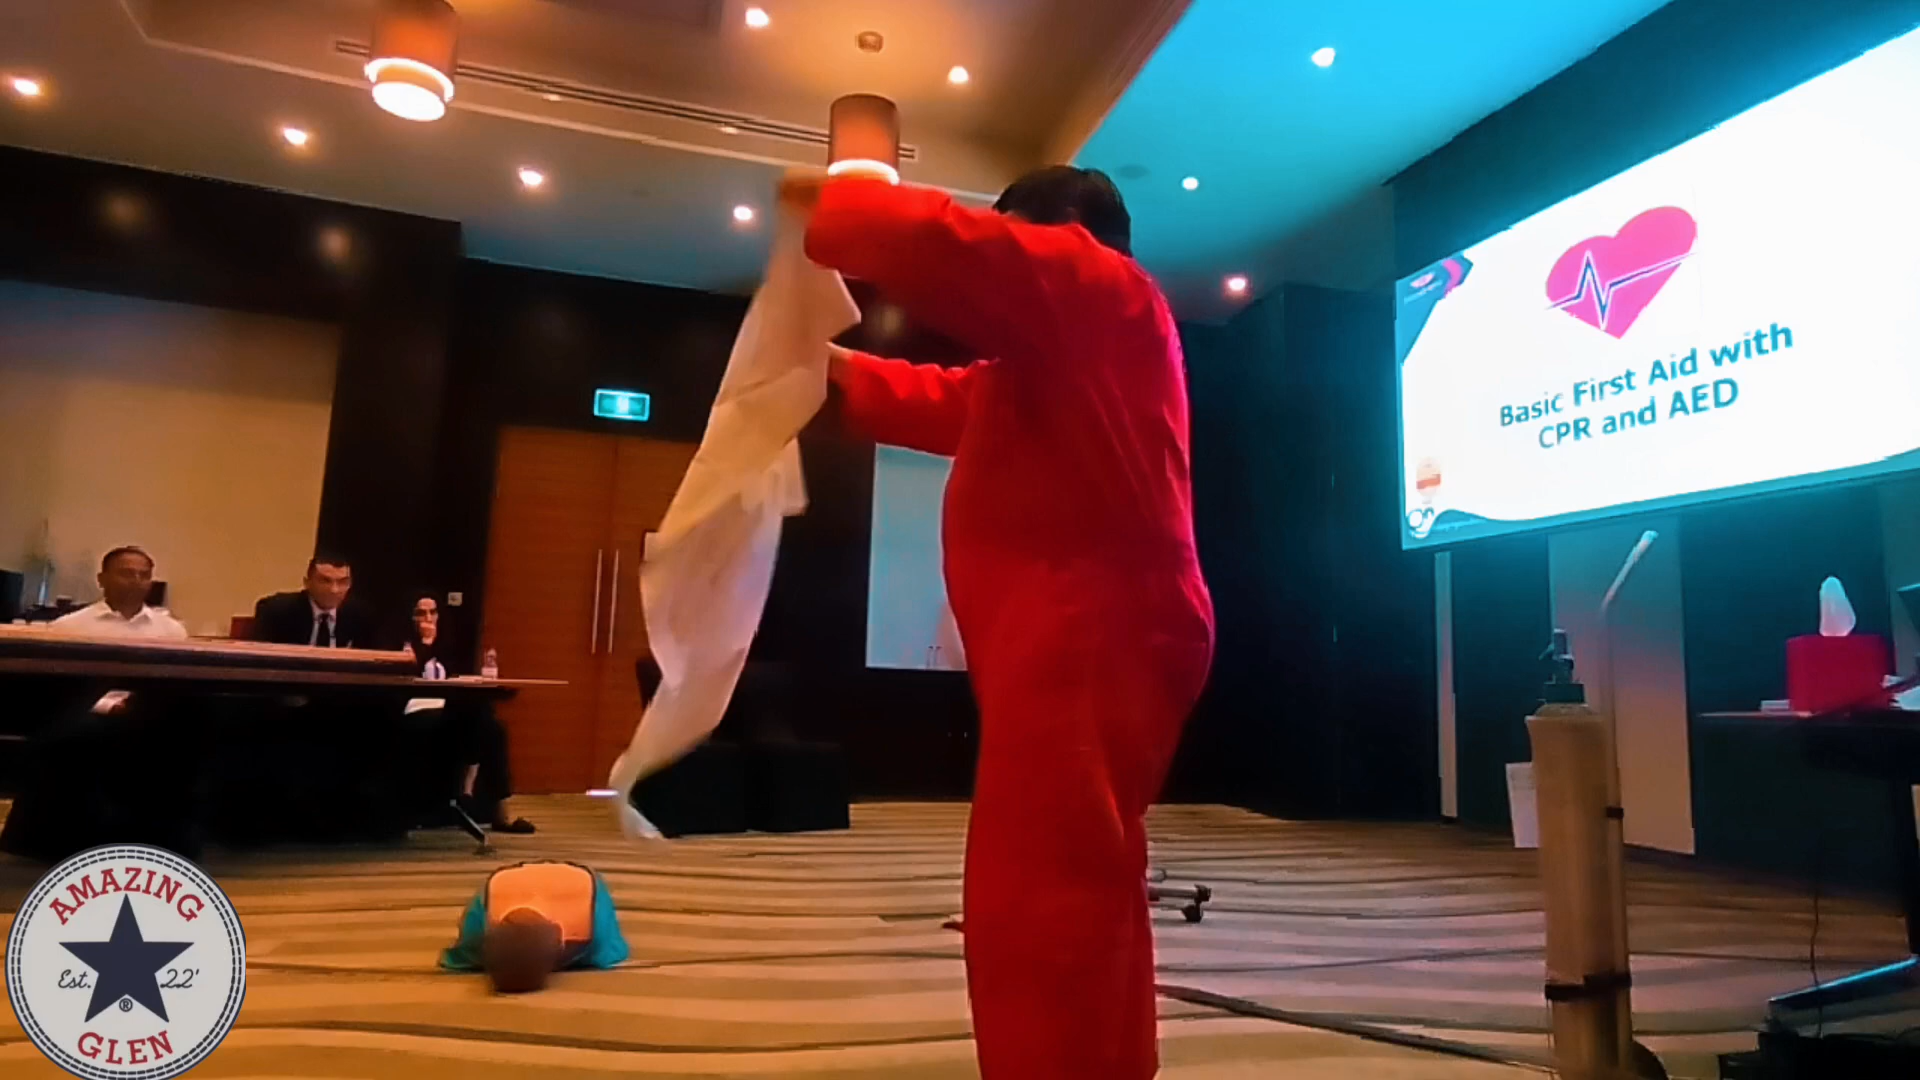 Basic First Aid with
CPR and AED
AMAZING
Est. 22'
®
GLEN